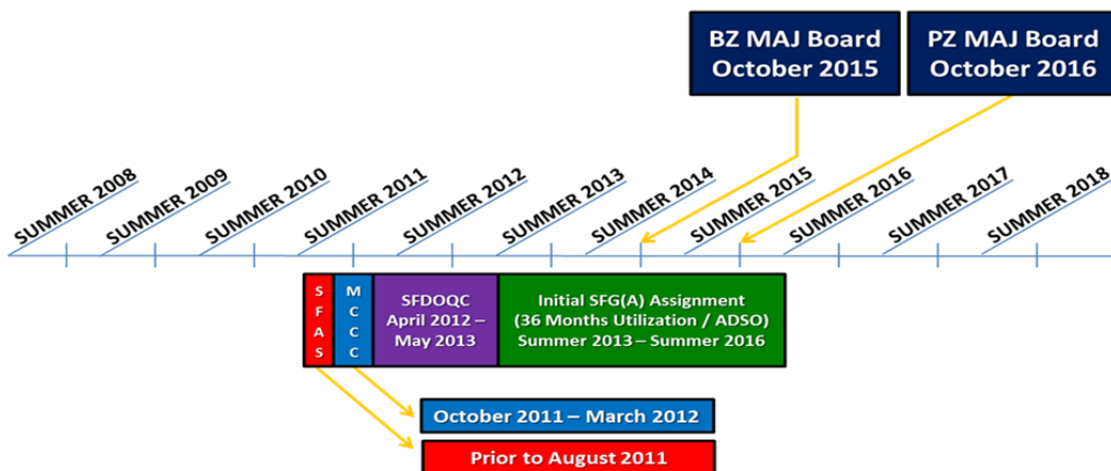 BZ MAJ Board
October 2015
PZ MAJ Board
October 2016
SUMMER 2008
SUMMER 2009
SUMMER 2010
SUMMER 2011
SUMMER 2012
SUMMER 2013
SUMMER 2014
SUMMER 2015
SUMMER 2016
SUMMER 2017
SUMMER 2018
S
F
A
S
M
C
C
C
SFDOQC
April 2012 –
May 2013
Initial SFG(A) Assignment
(36 Months Utilization / ADSO)
Summer 2013 – Summer 2016
October 2011 – March 2012
Prior to August 2011